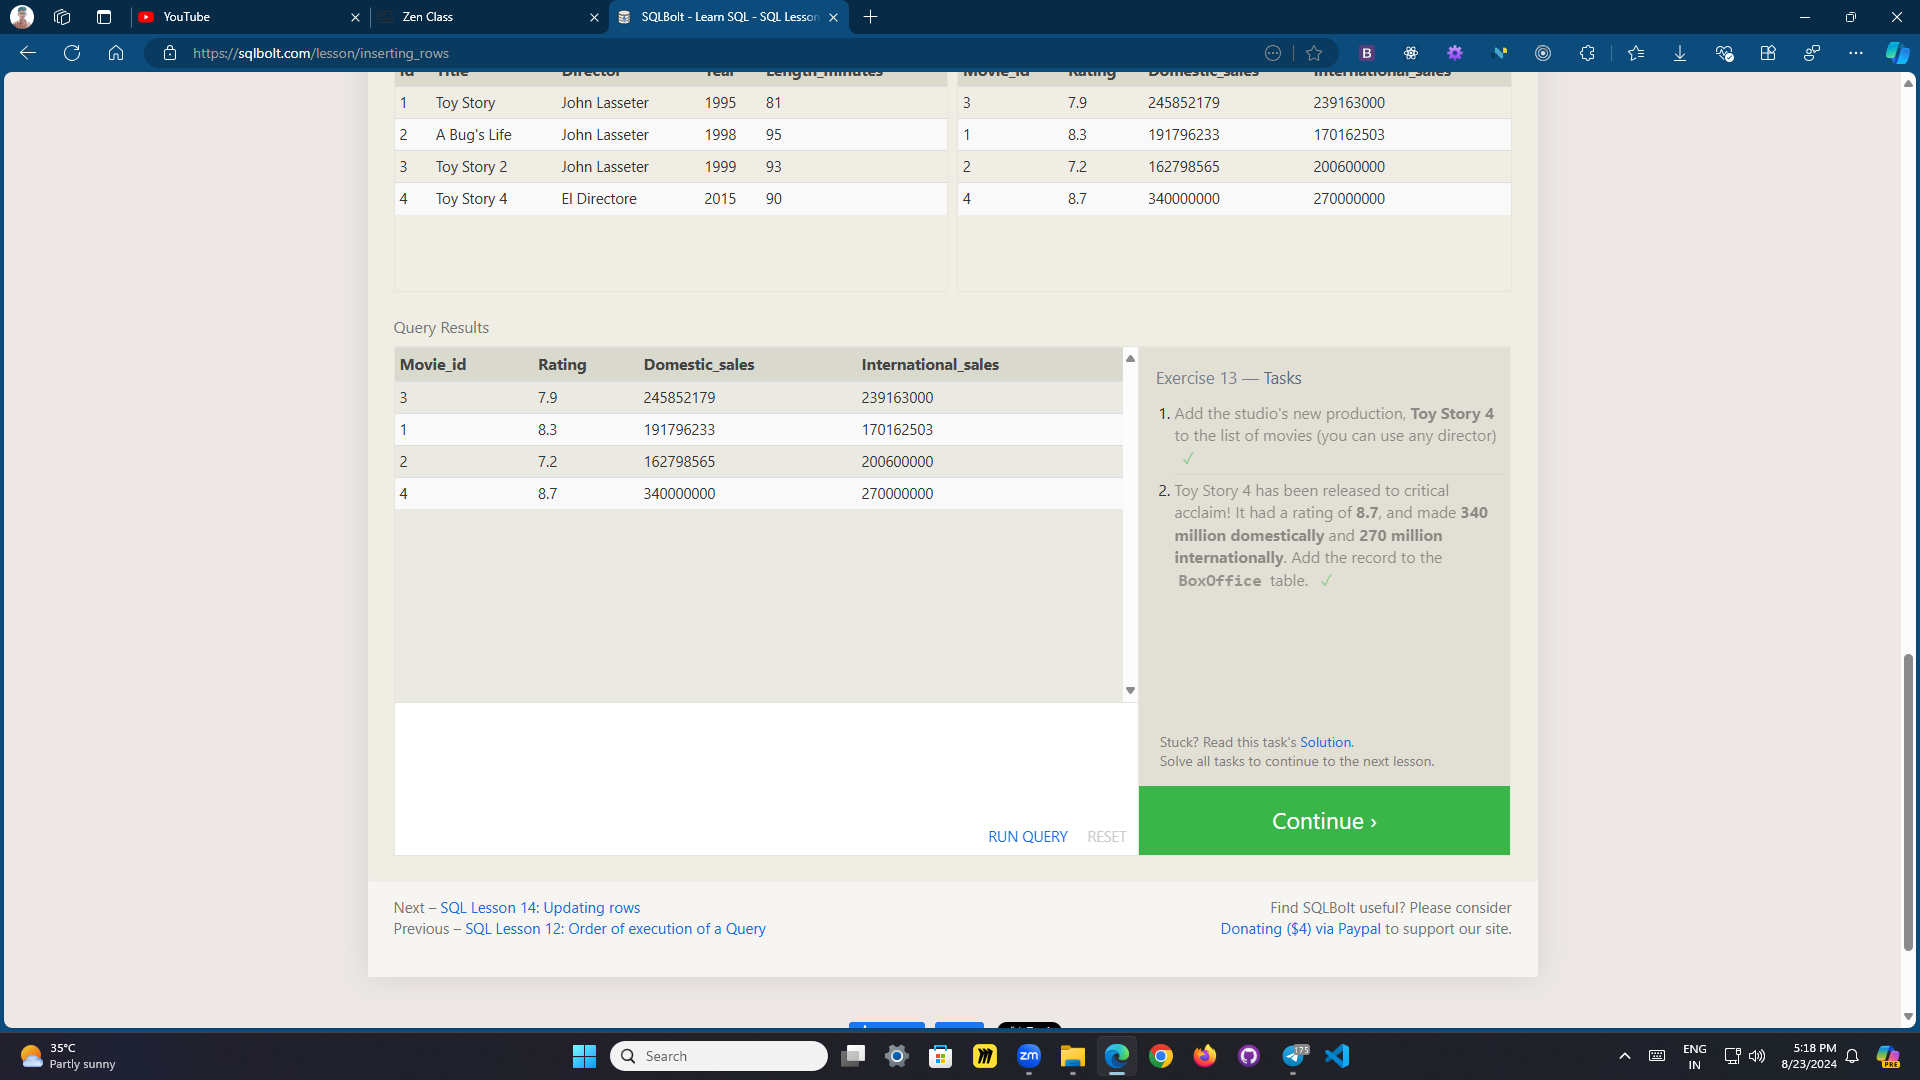 YouTube
Zen Class
SQLBolt - Learn SQL - SQL Lesson
https://sqlbolt.com/lesson/inserting_rows
Id Title Director Year Length_minutes
1 Toy Story John Lasseter 1995 81
2 A Bug's Life John Lasseter 1998 95
3 Toy Story 2 John Lasseter 1999 93
4 Toy Story 4 El Directore 2015 90
Movie_id Rating Domestic_sales International_sales
3 7.9 245852179 239163000
1 8.3 191796233 170162503
2 7.2 162798565 200600000
4 8.7 340000000 270000000
Query Results
Movie_id Rating Domestic_sales International_sales
3 7.9 245852179 239163000
1 8.3 191796233 170162503
2 7.2 162798565 200600000
4 8.7 340000000 270000000
RUN QUERY RESET
Exercise 13 — Tasks
1. Add the studio's new production, Toy Story 4
to the list of movies (you can use any director)
✓
2. Toy Story 4 has been released to critical
acclaim! It had a rating of 8.7, and made 340
million domestically and 270 million
internationally. Add the record to the
BoxOffice table. ✓
Stuck? Read this task's Solution.
Solve all tasks to continue to the next lesson.
Continue ›
Next – SQL Lesson 14: Updating rows
Previous – SQL Lesson 12: Order of execution of a Query
Find SQLBolt useful? Please consider
Donating ($4) via Paypal to support our site.
35°C
Partly sunny
Search
zm
175
ENG
IN
5:18 PM
8/23/2024
PRE